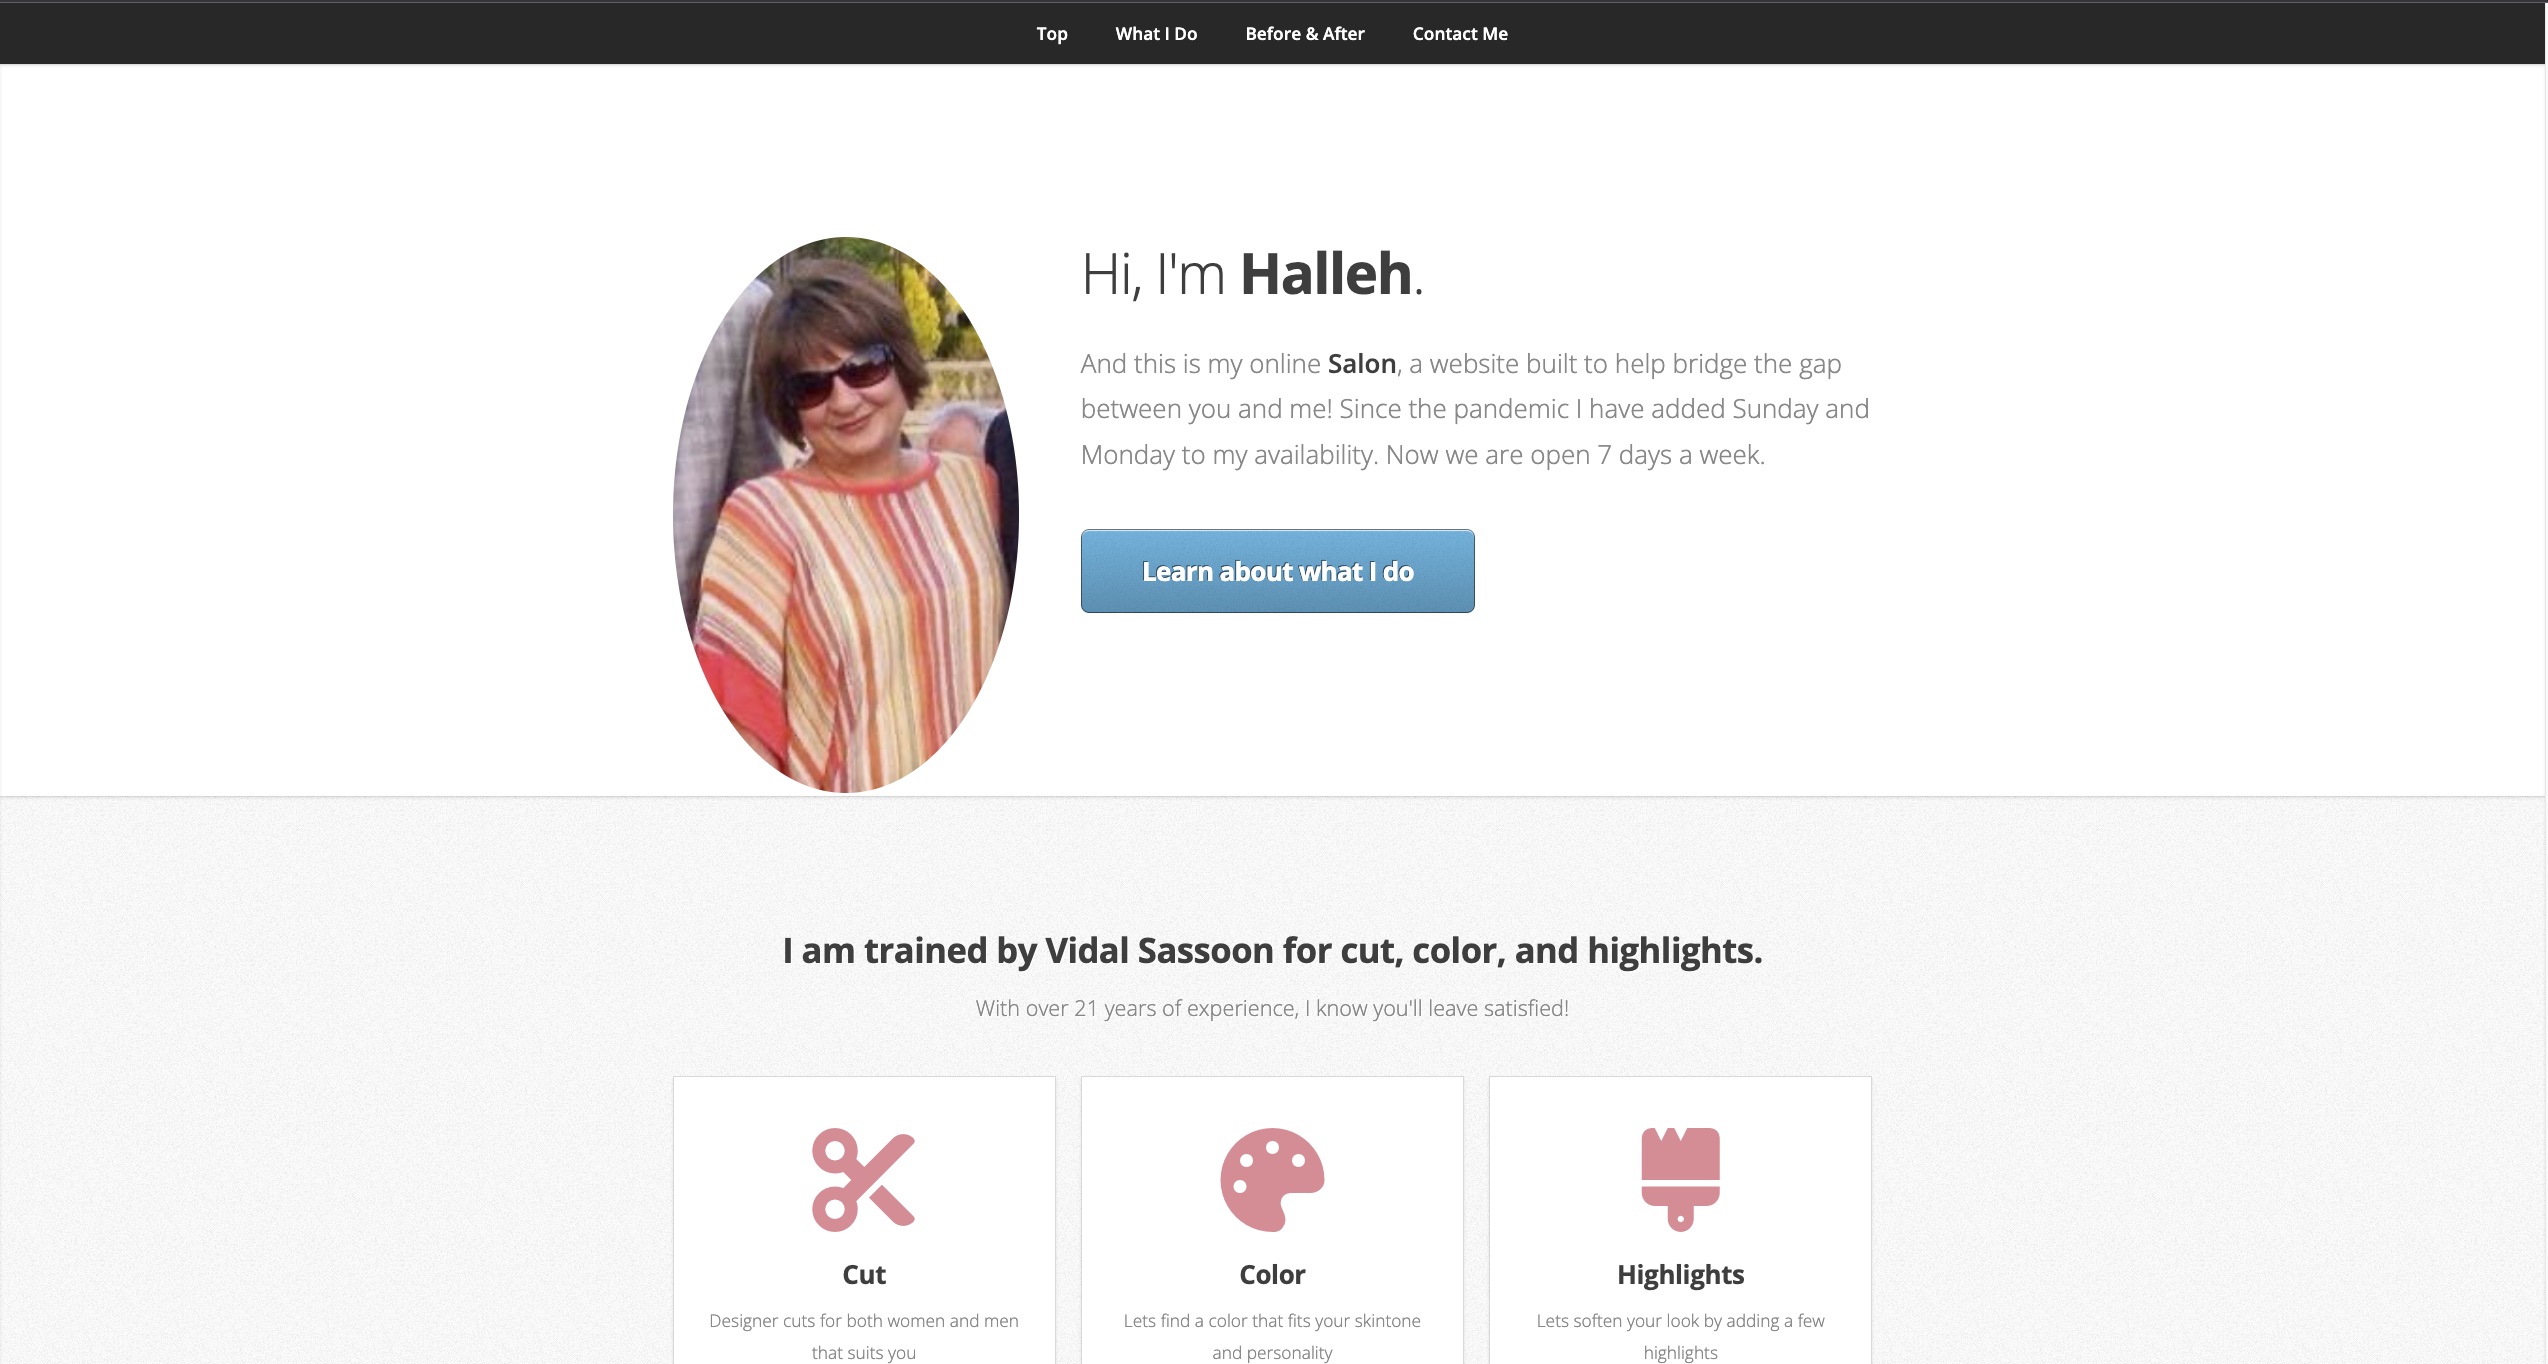 Top What I Do Before & After Contact Me
Hi, I'm Halleh.
And this is my online Salon, a website built to help bridge the gap
between you and me! Since the pandemic I have added Sunday and
Monday to my availability. Now we are open 7 days a week.
Learn about what I do
I am trained by Vidal Sassoon for cut, color, and highlights.
With over 21 years of experience, I know you'll leave satisfied!
Cut
Designer cuts for both women and men
that suits you
Color
Lets find a color that fits your skintone
and personality
Highlights
Lets soften your look by adding a few
highlights